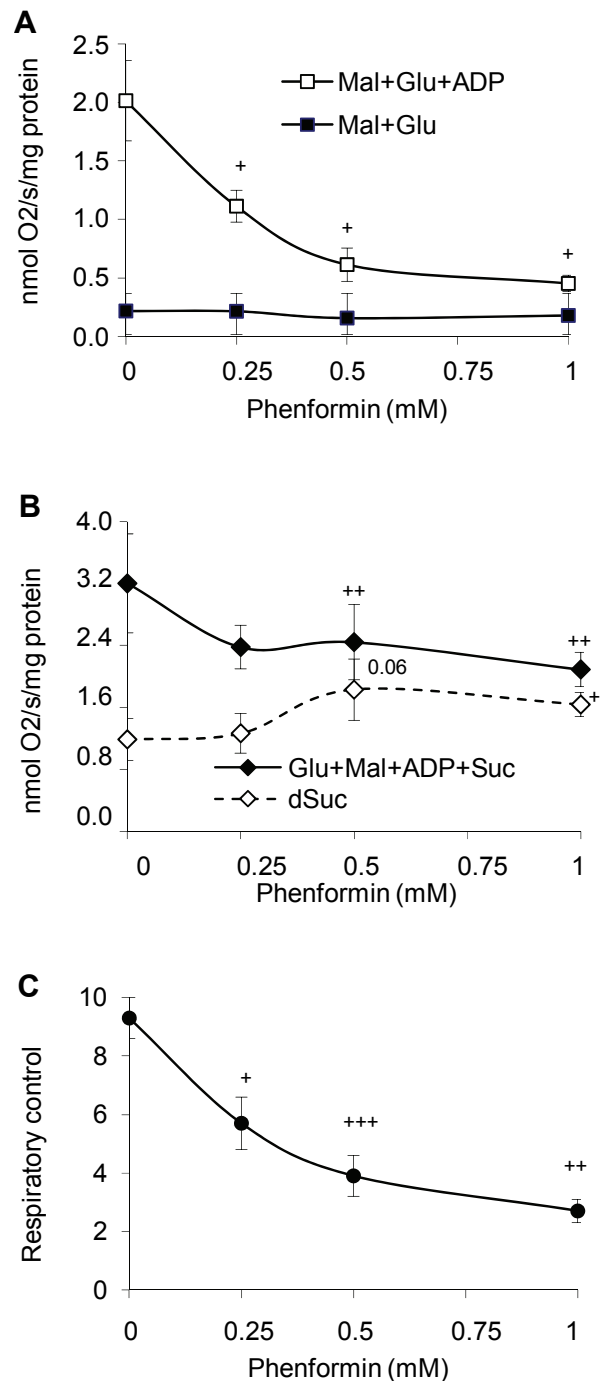 A
nmol O2/s/mg protein
2.5
2.0
1.5
1.0
0.5
0.0
Mal+Glu+ADP
Mal+Glu
+
+
+
0 0.25 0.5 0.75 1
Phenformin (mM)
B
nmol O2/s/mg protein
4.0
3.2
2.4
1.6
0.8
0.0
++
++
0.06
+
Glu+Mal+ADP+Suc
dSuc
0 0.25 0.5 0.75 1
Phenformin (mM)
C
Respiratory control
10
8
6
4
2
0
+
+++
++
0 0.25 0.5 0.75 1
Phenformin (mM)